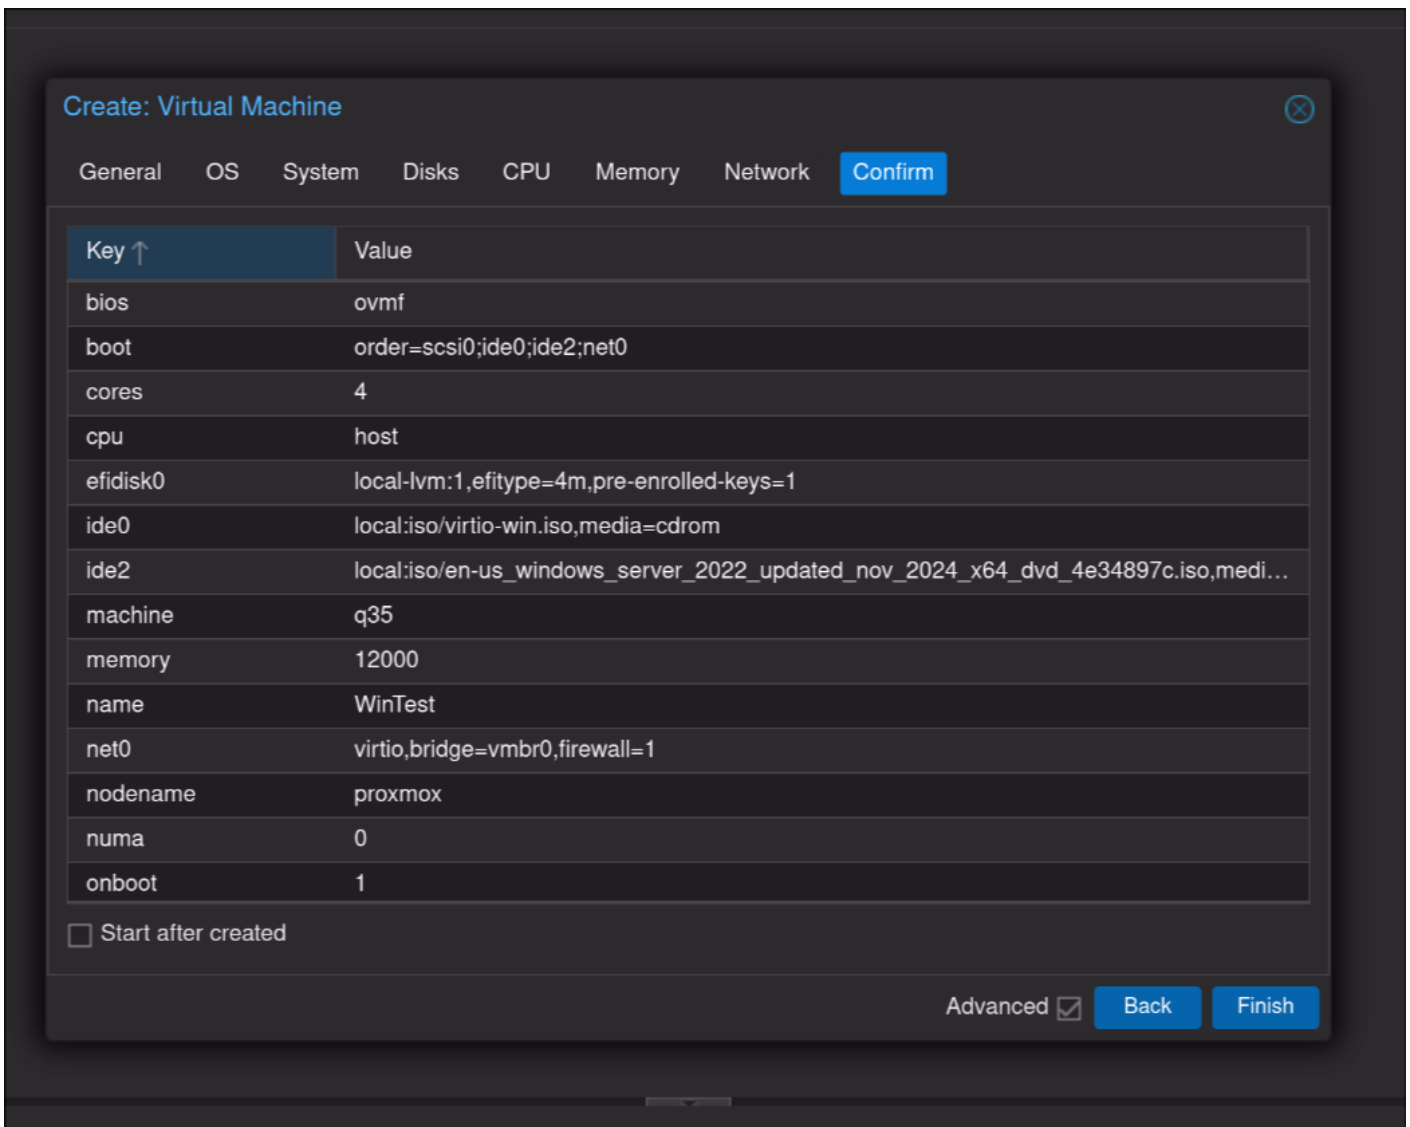 Create: Virtual Machine
General OS System Disks CPU Memory Network Confirm
Key Value
bios ovmf
boot order=scsi0;ide0;ide2;net0
cores 4
cpu host
efidisk0 local-lvm:1,efitype=4m,pre-enrolled-keys=1
ide0 local:iso/virtio-win.iso,media=cdrom
ide2 local:iso/en-us_windows_server_2022_updated_nov_2024_x64_dvd_4e34897c.iso,medi...
machine q35
memory 12000
name WinTest
net0 virtio,bridge=vmbr0,firewall=1
nodename proxmox
numa 0
onboot 1
Start after created
Advanced Back Finish